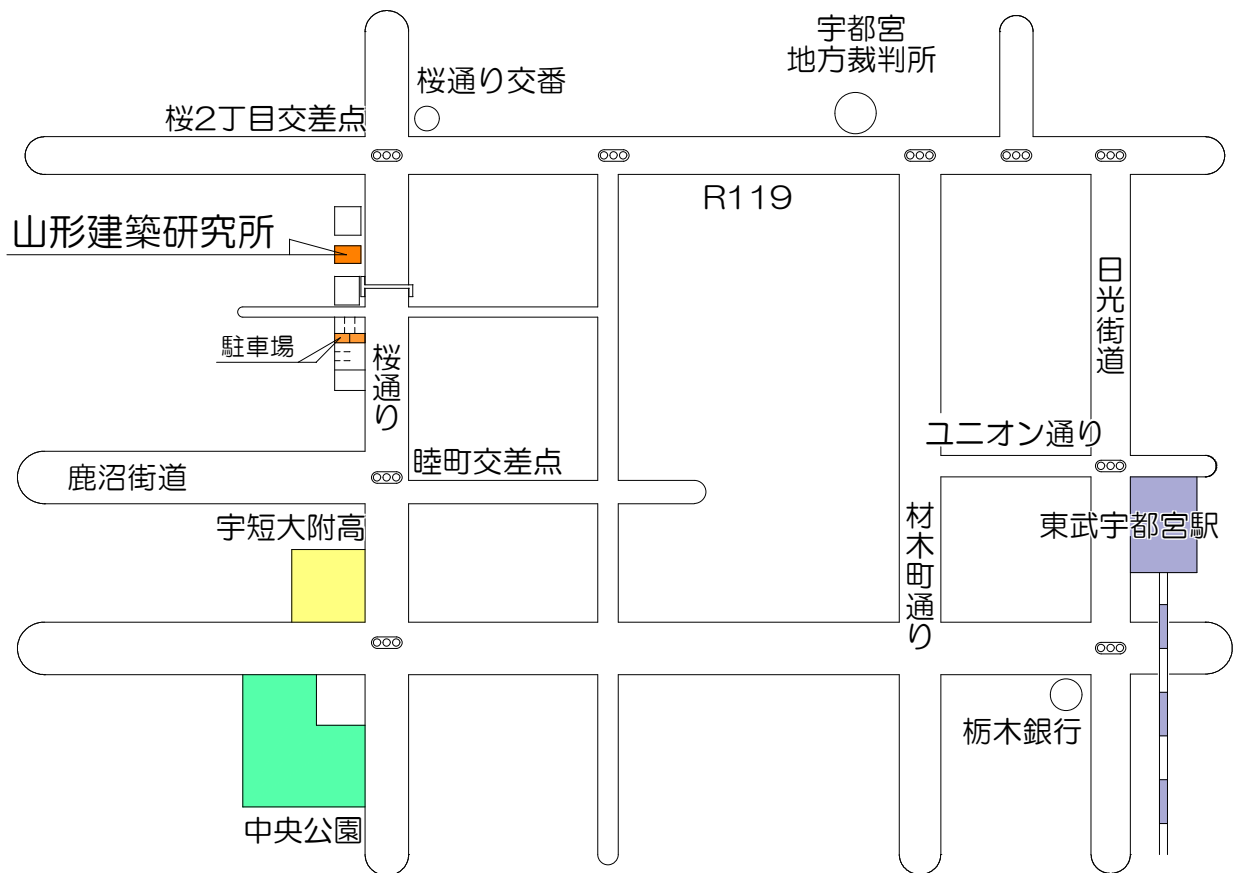 宇都宮
地方裁判所
桜通り交番
桜2丁目交差点
R119
山形建築研究所
日光街道
駐車場
桜通り
ユニオン通り
睦町交差点
鹿沼街道
宇短大附高
材木町通り
東武宇都宮駅
栃木銀行
中央公園